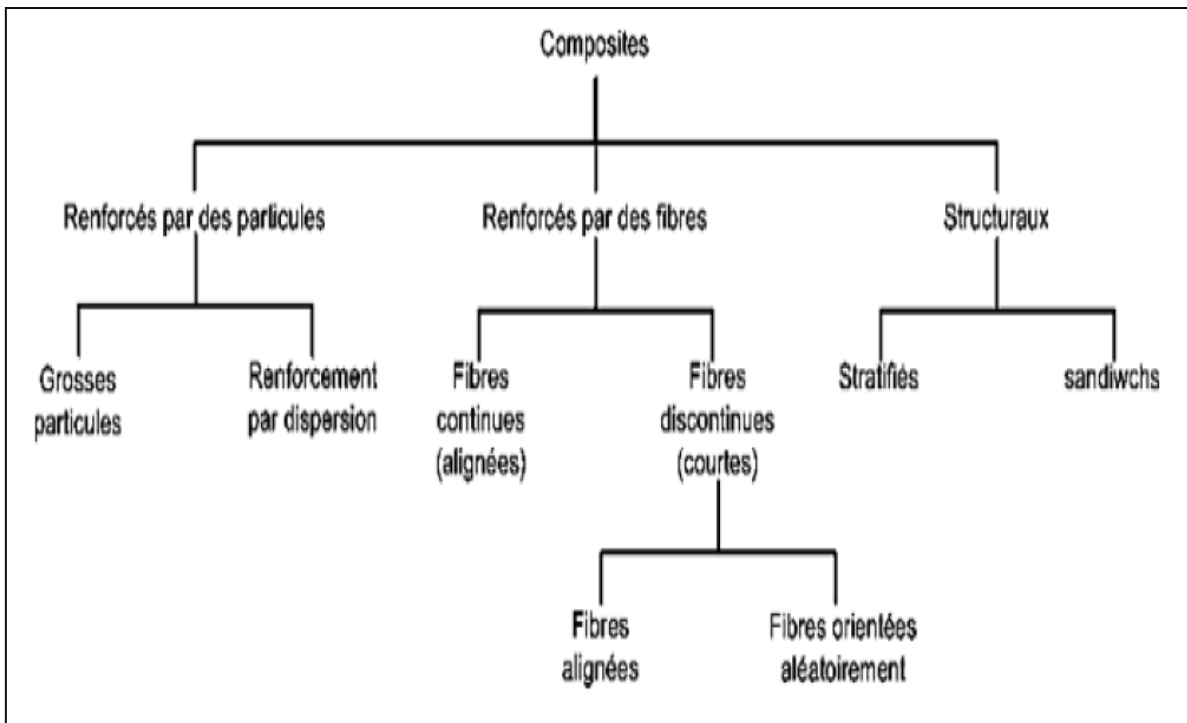 Composites
Renforcés par des particules
Renforcés par des fibres
Structuraux
Grosses
particules
Renforcement
par dispersion
Fibres
continues
(alignées)
Fibres
discontinues
(courtes)
Stratifiés
sandiwchs
Fibres
alignées
Fibres orientées
aléatoirement